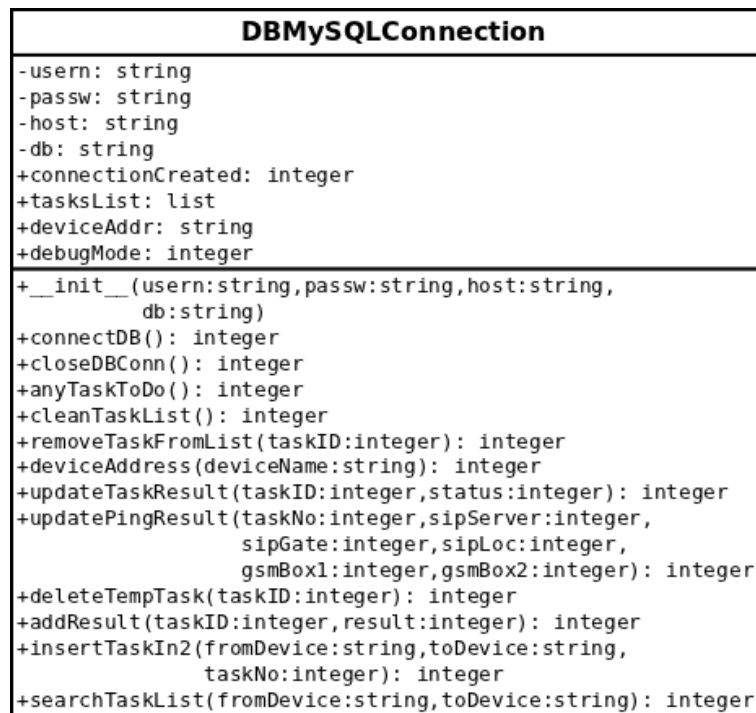 DBMySQLConnection
-usern: string
-passw: string
-host: string
-db: string
+connectionCreated: integer
+tasksList: list
+deviceAddr: string
+debugMode: integer
+__init__(usern:string,passw:string,host:string,
db:string)
+connectDB(): integer
+closeDBConn(): integer
+anyTaskToDo(): integer
+cleanTaskList(): integer
+removeTaskFromList(taskID:integer): integer
+deviceAddress(deviceName:string): integer
+updateTaskResult(taskID:integer,status:integer): integer
+updatePingResult(taskNo:integer,sipServer:integer,
sipGate:integer,sipLoc:integer,
gsmBox1:integer,gsmBox2:integer): integer
+deleteTempTask(taskID:integer): integer
+addResult(taskID:integer,result:integer): integer
+insertTaskIn2(fromDevice:string,toDevice:string,
taskNo:integer): integer
+searchTaskList(fromDevice:string,toDevice:string): integer